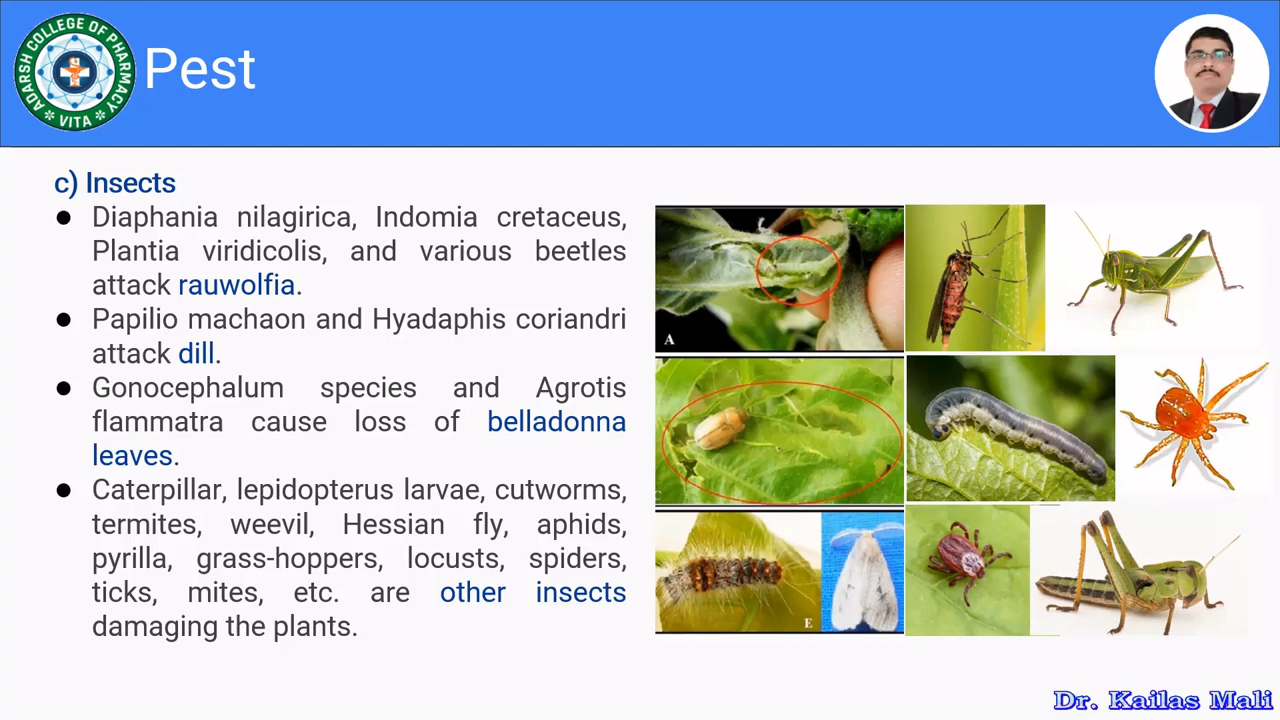 ADARSH COLLEGE OF PHARMACY
VITA
Pest
c) Insects
● Diaphania nilagirica, Indomia cretaceus,
Plantia viridicolis, and various beetles
attack rauwolfia.
● Papilio machaon and Hyadaphis coriandri
attack dill.
● Gonocephalum species and Agrotis
flammatra cause loss of belladonna
leaves.
● Caterpillar, lepidopterus larvae, cutworms,
termites, weevil, Hessian fly, aphids,
pyrilla, grass-hoppers, locusts, spiders,
ticks, mites, etc. are other insects
damaging the plants.
A
C
E
Dr. Kailas Mali